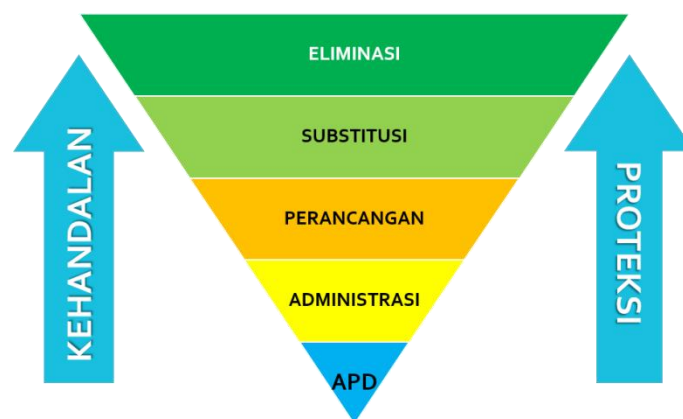 ELIMINASI
SUBSTITUSI
PERANCANGAN
ADMINISTRASI
APD
KEHANDALAN
PROTEKSI